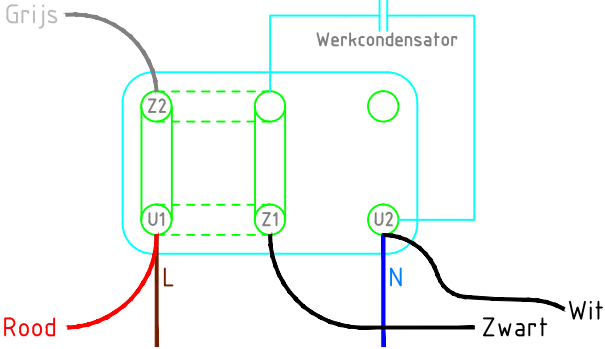 Grijs
Werkcondensator
Z2
U1
Z1
U2
L
N
Rood
Zwart
Wit